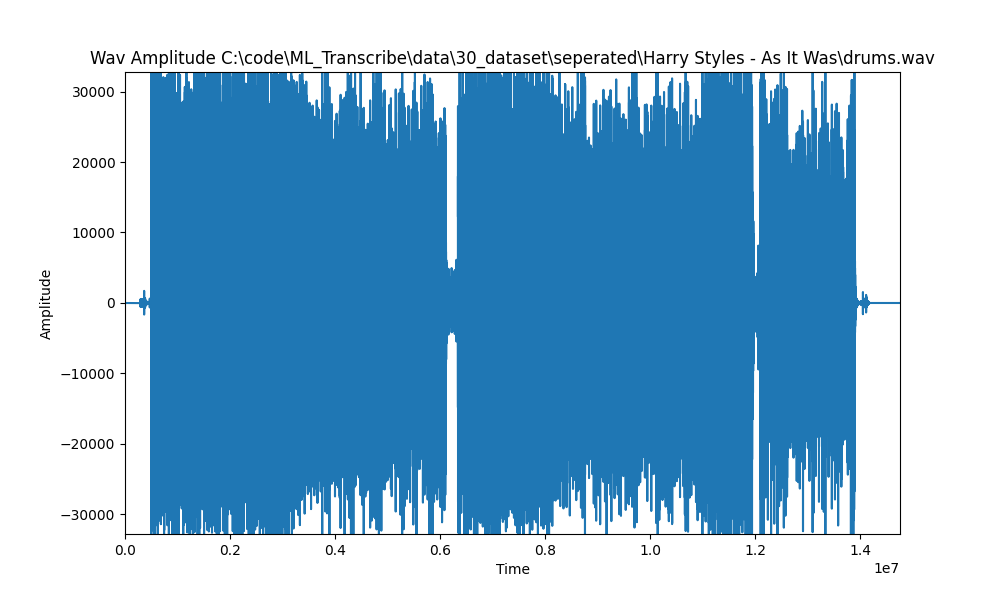 Wav Amplitude C:\code\ML_Transcribe\data\30_dataset\seperated\Harry Styles - As It Was\drums.wav
30000
20000
10000
0
−10000
−20000
−30000
Amplitude
0.0 0.2 0.4 0.6 0.8 1.0 1.2 1.4
1e7
Time